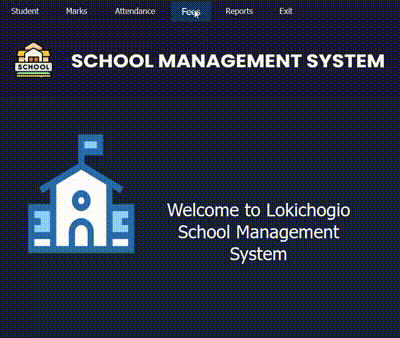 Student Marks Attendance Fees Reports Exit
SCHOOL
SCHOOL MANAGEMENT SYSTEM
Welcome to Lokichogio
School Management
System